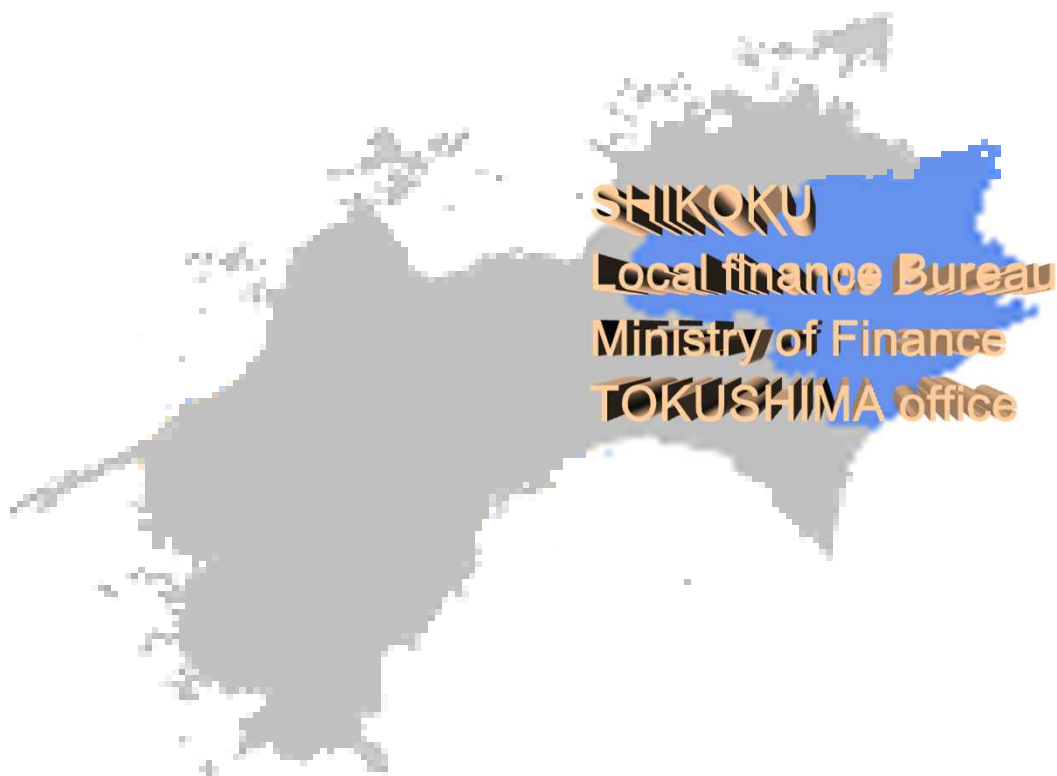 SHIKOKU
Local finance Bureau
Ministry of Finance
TOKUSHIMA office